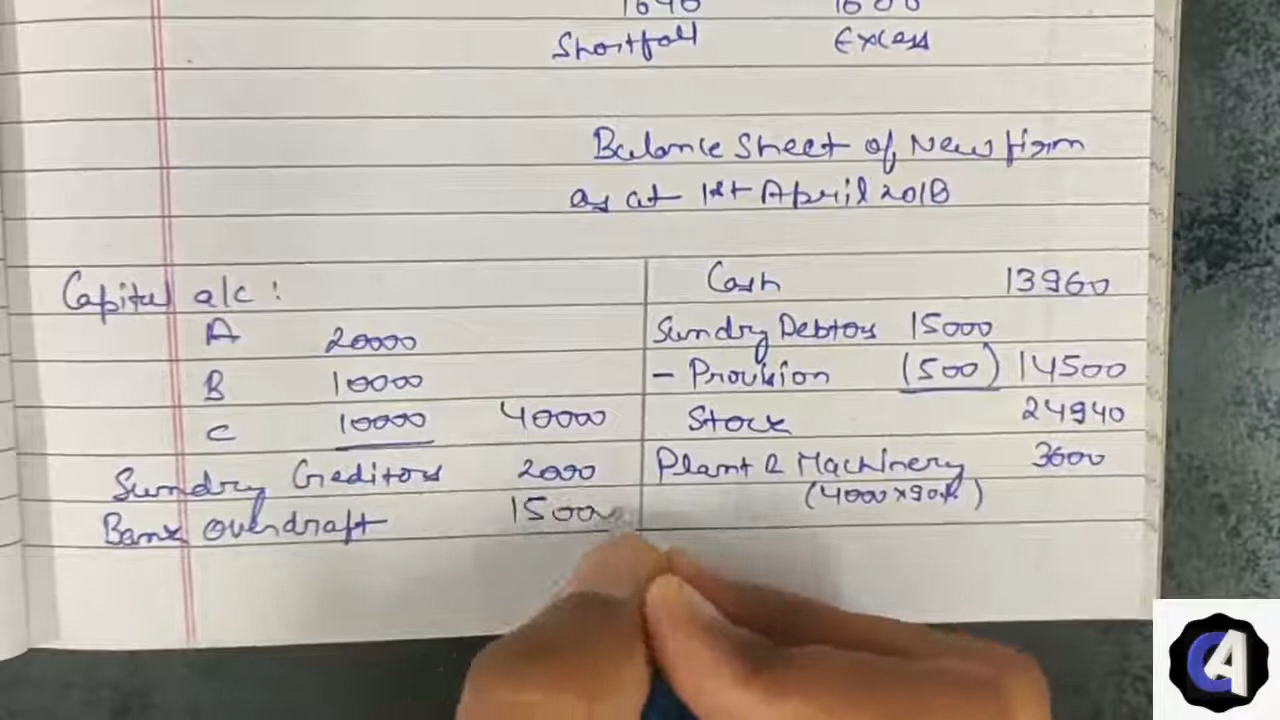 Shortfall Excess
Balance Sheet of New firm
as at 1st April 2018
Capital a/c : Cash 13960
A 20000 Sundry Debtors 15000
B 10000 - Provision (500) 14500
C 10000 40000 Stock 24940
Sundry Creditors 2000 Plant & Machinery 3600
Bank overdraft 15000 (4000 x 90%)
CA